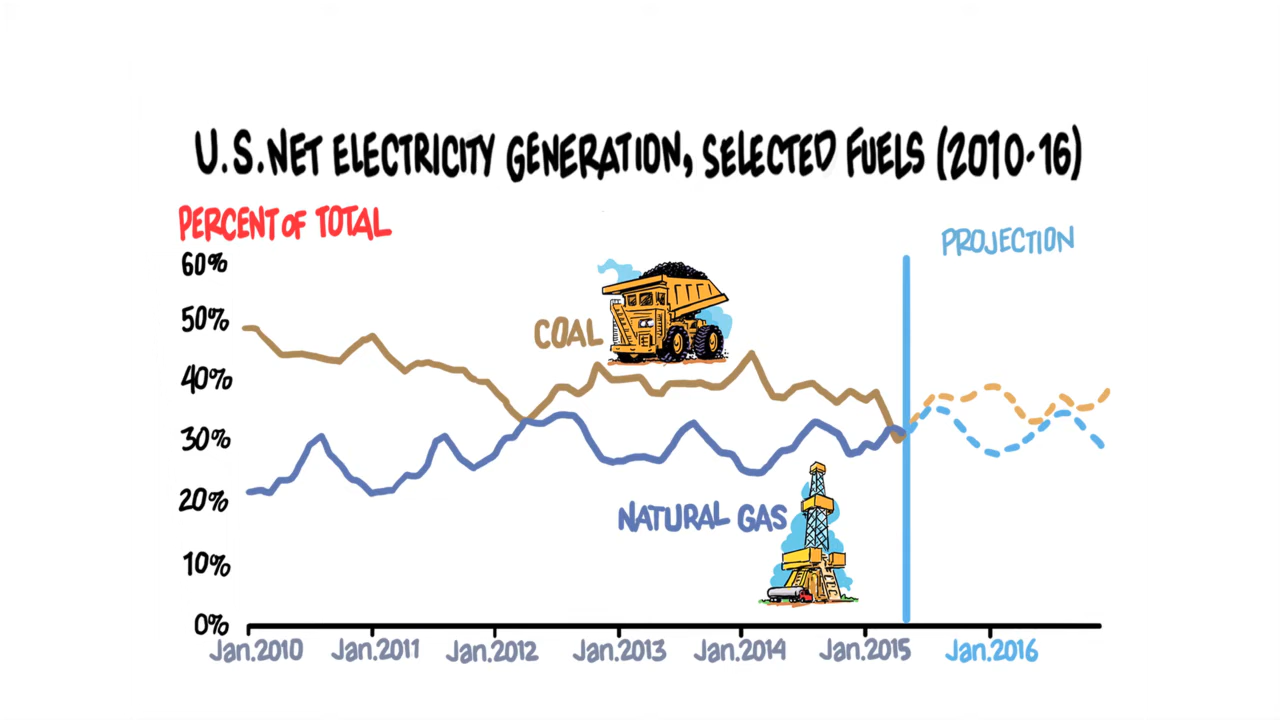 U.S. NET ELECTRICITY GENERATION, SELECTED FUELS (2010-16)
PERCENT OF TOTAL
PROJECTION
60%
50%
COAL
40%
30%
20%
NATURAL GAS
10%
0%
Jan.2010 Jan.2011 Jan.2012 Jan.2013 Jan.2014 Jan.2015 Jan.2016